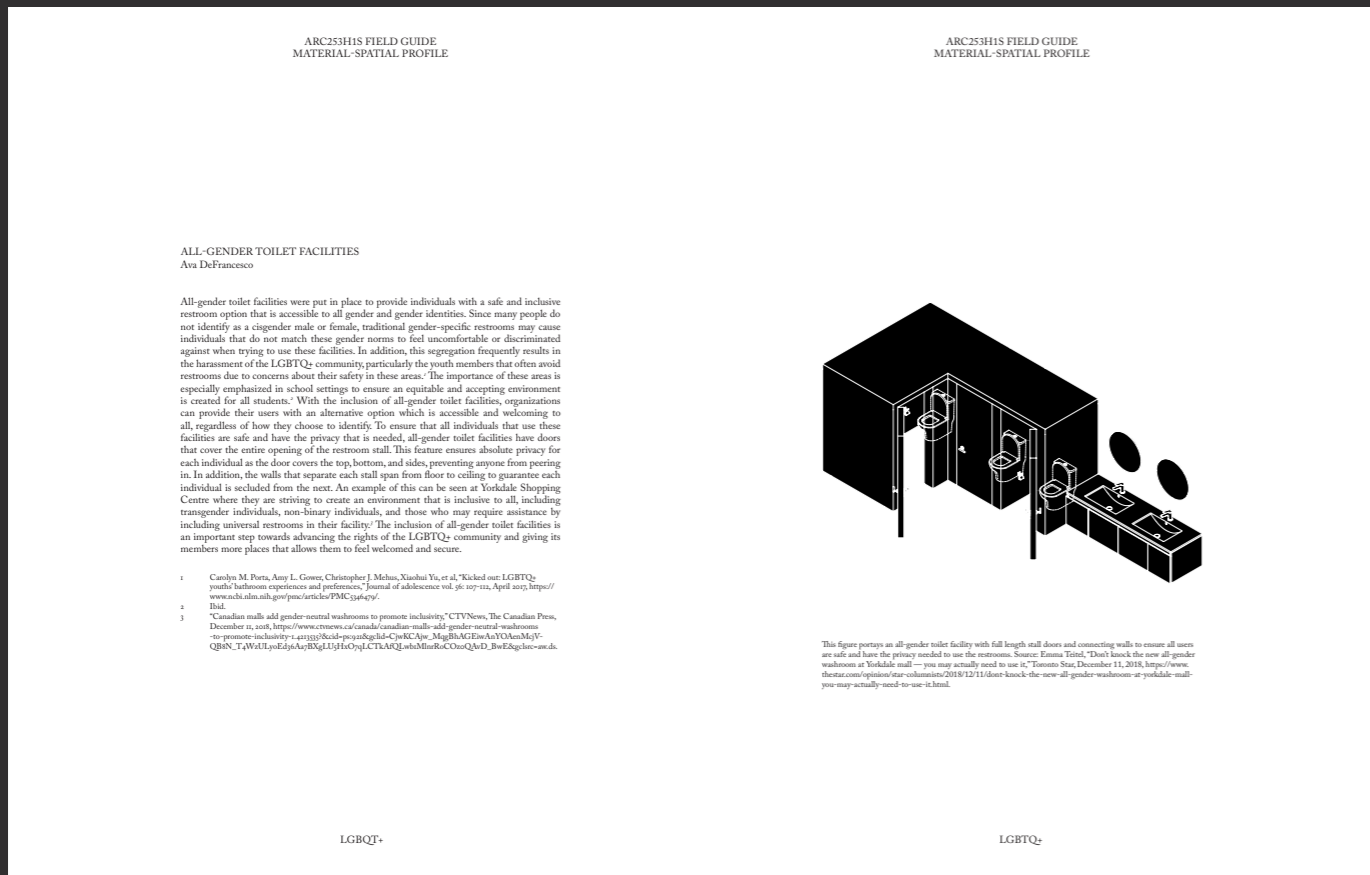 ARC253H1S FIELD GUIDE
MATERIAL-SPATIAL PROFILE
ALL-GENDER TOILET FACILITIES
Ava DeFrancesco
All-gender toilet facilities were put in place to provide individuals with a safe and inclusive
restroom option that is accessible to all gender and gender identities. Since many people do
not identify as a cisgender male or female, traditional gender-specific restrooms may cause
individuals that do not match these gender norms to feel uncomfortable or discriminated
against when trying to use these facilities. In addition, this segregation frequently results in
the harassment of the LGBTQ+ community, particularly the youth members that often avoid
restrooms due to concerns about their safety in these areas.¹ The importance of these areas is
especially emphasized in school settings to ensure an equitable and accepting environment
is created for all students.² With the inclusion of all-gender toilet facilities, organizations
can provide their users with an alternative option which is accessible and welcoming to
all, regardless of how they choose to identify. To ensure that all individuals that use these
facilities are safe and have the privacy that is needed, all-gender toilet facilities have doors
that cover the entire opening of the restroom stall. This feature ensures absolute privacy for
each individual as the door covers the top, bottom, and sides, preventing anyone from peering
in. In addition, the walls that separate each stall span from floor to ceiling to guarantee each
individual is secluded from the next. An example of this can be seen at Yorkdale Shopping
Centre where they are striving to create an environment that is inclusive to all, including
transgender individuals, non-binary individuals, and those who may require assistance by
including universal restrooms in their facility.³ The inclusion of all-gender toilet facilities is
an important step towards advancing the rights of the LGBTQ+ community and giving its
members more places that allows them to feel welcomed and secure.
1 Carolyn M. Porta, Amy L. Gower, Christopher J. Mehus, Xiaohui Yu, et al, “Kicked out: LGBTQ+
youths’ bathroom experiences and preferences,” Journal of adolescence vol. 56: 107-112, April 2017, https://
www.ncbi.nlm.nih.gov/pmc/articles/PMC5346479/.
2 Ibid.
3 “Canadian malls add gender-neutral washrooms to promote inclusivity,” CTVNews, The Canadian Press,
December 11, 2018, https://www.ctvnews.ca/canada/canadian-malls-add-gender-neutral-washrooms
LGBQT+
ARC253H1S FIELD GUIDE
MATERIAL-SPATIAL PROFILE
This figure portays an all-gender toilet facility with full length stall doors and connecting walls to ensure all users
are safe and have the privacy needed to use the restrooms. Source: Emma Teitel, “Don’t knock the new all-gender
washroom at Yorkdale mall — you may actually need to use it,” Toronto Star, December 11, 2018, https://www.
thestar.com/opinion/star-columnists/2018/12/11/dont-knock-the-new-all-gender-washroom-at-yorkdale-mall-
you-may-actually-need-to-use-it.html.
LGBTQ+